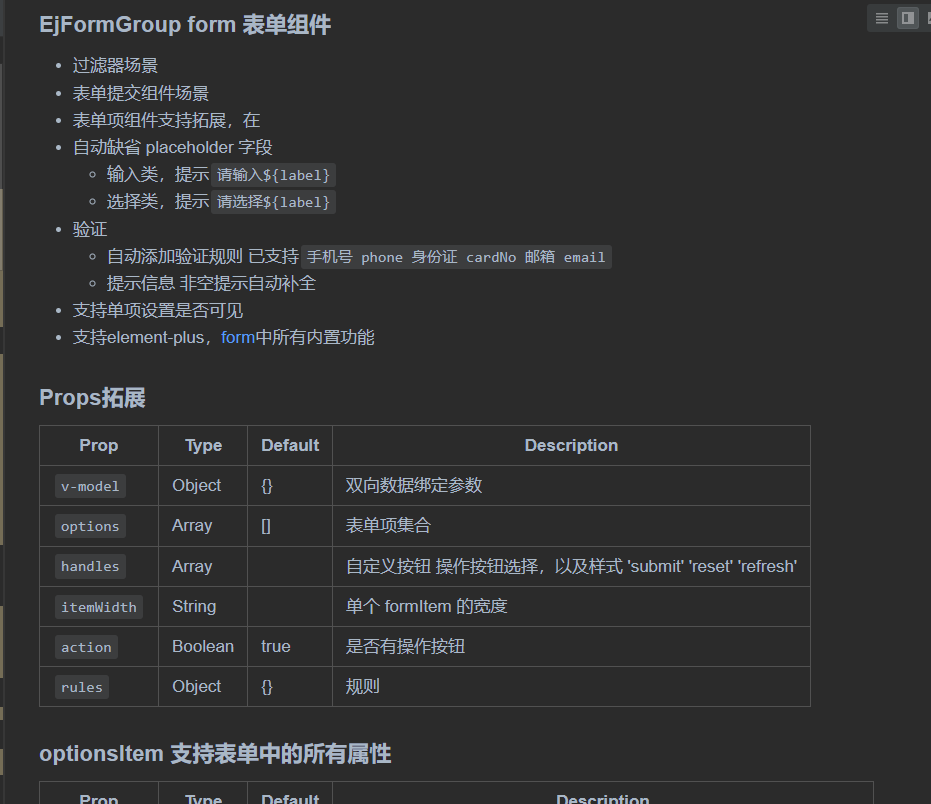 EjFormGroup form 表单组件
过滤器场景
表单提交组件场景
表单项组件支持拓展，在
自动缺省 placeholder 字段
输入类，提示 请输入${label}
选择类，提示 请选择${label}
验证
自动添加验证规则 已支持 手机号 phone 身份证 cardNo 邮箱 email
提示信息 非空提示自动补全
支持单项设置是否可见
支持element-plus，form中所有内置功能
Props拓展
Prop Type Default Description
v-model Object {} 双向数据绑定参数
options Array [] 表单项集合
handles Array 自定义按钮 操作按钮选择，以及样式 'submit' 'reset' 'refresh'
itemWidth String 单个 formItem 的宽度
action Boolean true 是否有操作按钮
rules Object {} 规则
optionsItem 支持表单中的所有属性
Prop Type Default Description